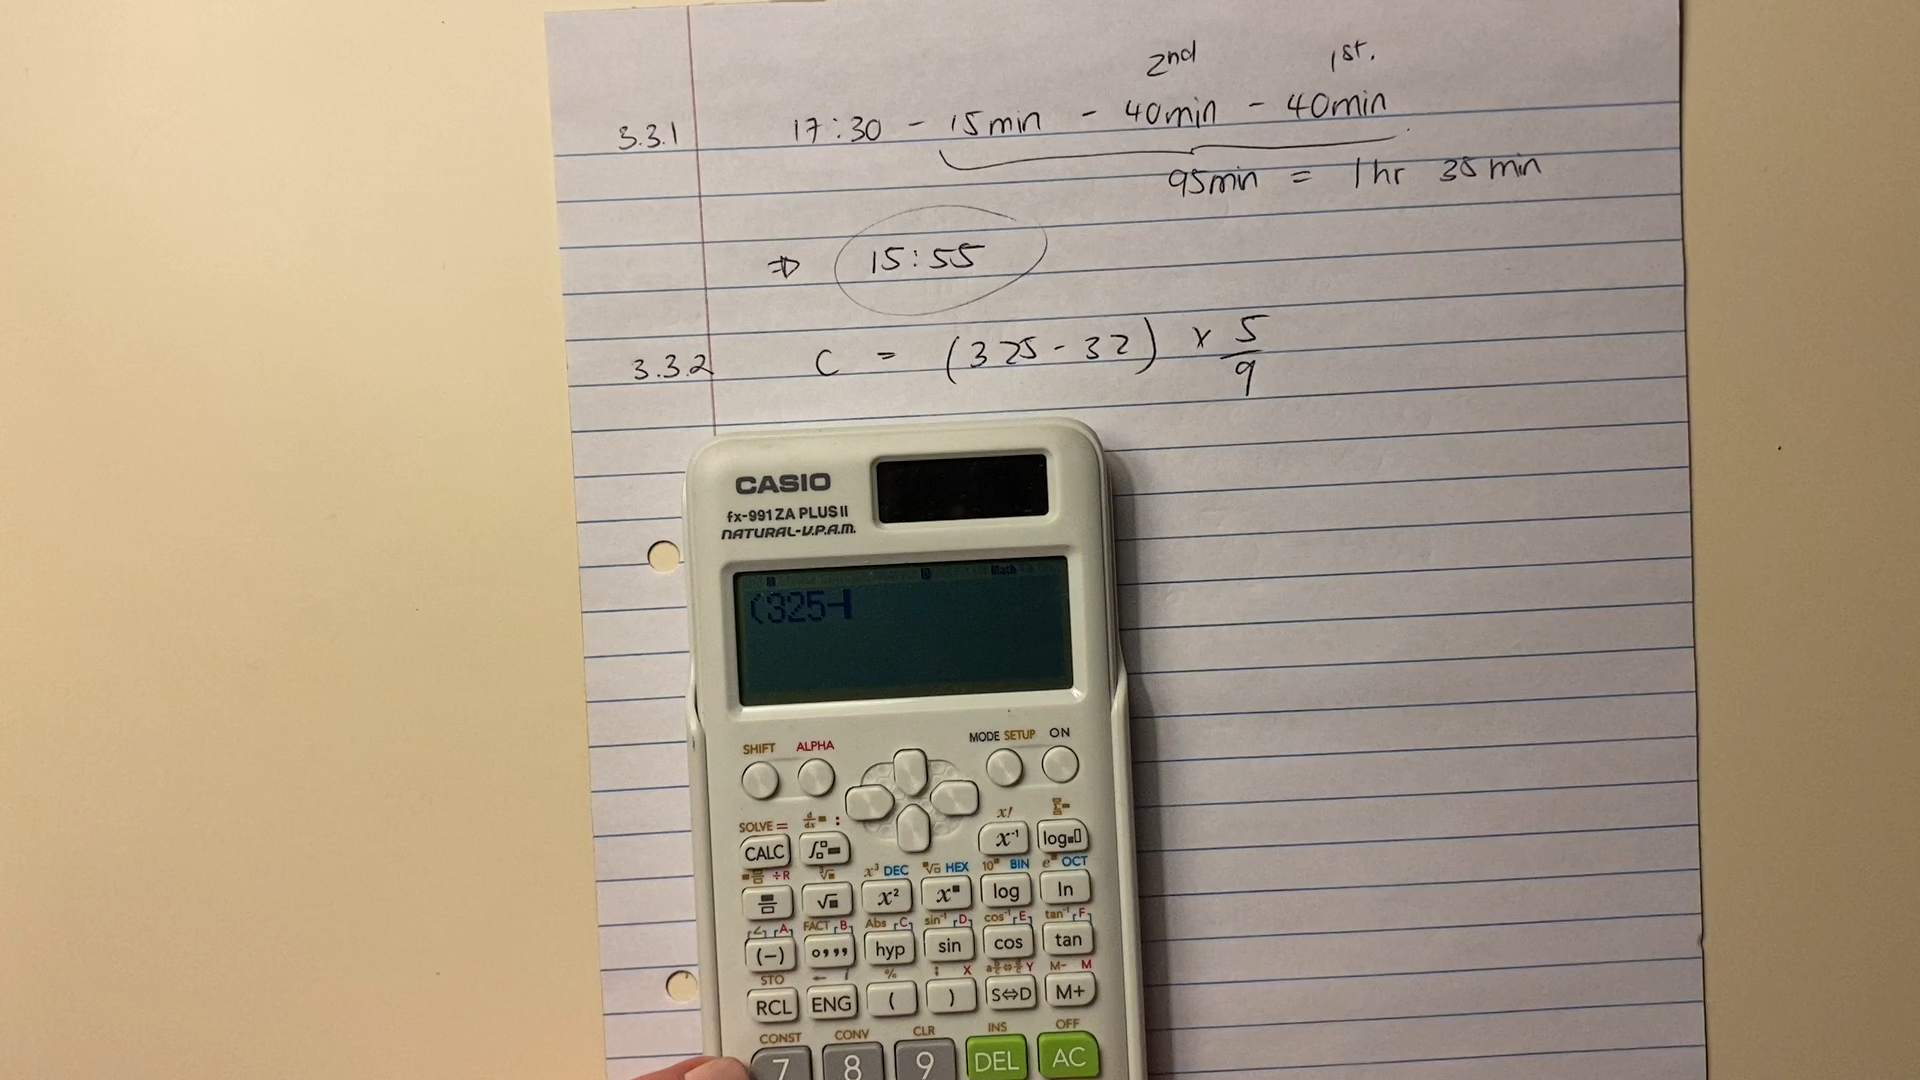 2nd 1st.
3.3.1 17:30 - 15min - 40min - 40min
95min = 1hr 35 min
⇒ 15:55
3.3.2 C = (325-32) x 5/9
CASIO
fx-991ZA PLUS II
NATURAL-V.P.A.M.
Math
(325-
SHIFT ALPHA MODE SETUP ON
SOLVE = d/dx : x!
CALC x⁻¹ log
÷R x³ DEC HEX 10 BIN e OCT
x² x log ln
A FACT B Abs C sin⁻¹ D cos⁻¹ E tan⁻¹ F
(-) hyp sin cos tan
STO ← i % ; X Y M- M
RCL ENG ( ) S⇔D M+
CONST CONV CLR INS OFF
7 8 9 DEL AC